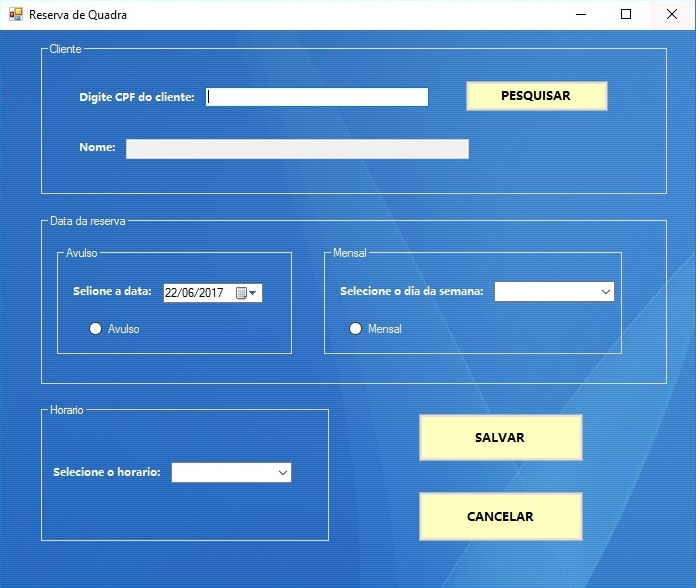 Reserva de Quadra
Cliente
Digite CPF do cliente:
PESQUISAR
Nome:
Data da reserva
Avulso
Selione a data: 22/06/2017
Avulso
Mensal
Selecione o dia da semana:
Mensal
Horario
Selecione o horario:
SALVAR
CANCELAR